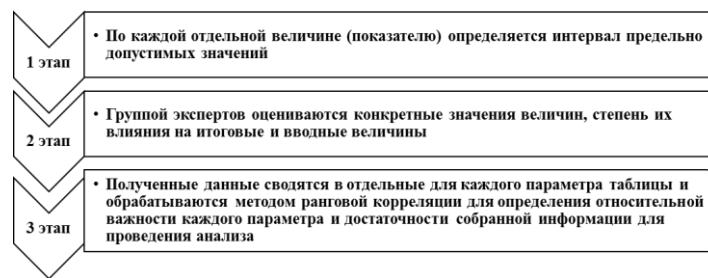 1 этап
• По каждой отдельной величине (показателю) определяется интервал предельно
допустимых значений
2 этап
• Группой экспертов оцениваются конкретные значения величин, степень их
влияния на итоговые и вводные величины
3 этап
• Полученные данные сводятся в отдельные для каждого параметра таблицы и
обрабатываются методом ранговой корреляции для определения относительной
важности каждого параметра и достаточности собранной информации для
проведения анализа